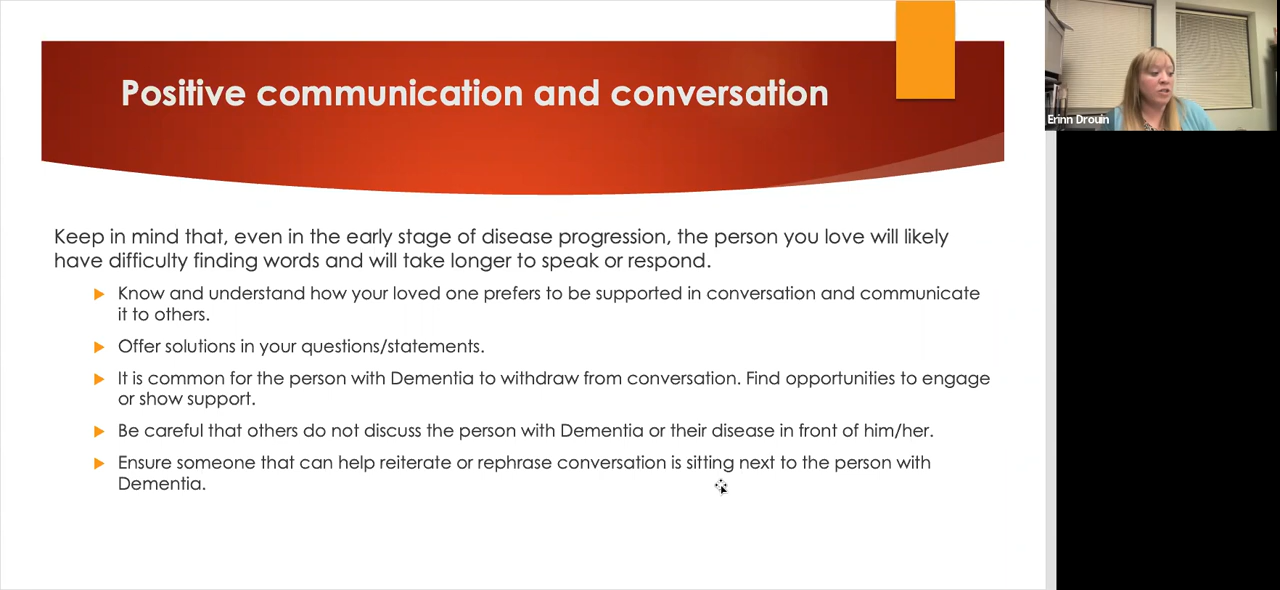 Positive communication and conversation
Erinn Drouin
Keep in mind that, even in the early stage of disease progression, the person you love will likely
have difficulty finding words and will take longer to speak or respond.
Know and understand how your loved one prefers to be supported in conversation and communicate
it to others.
Offer solutions in your questions/statements.
It is common for the person with Dementia to withdraw from conversation. Find opportunities to engage
or show support.
Be careful that others do not discuss the person with Dementia or their disease in front of him/her.
Ensure someone that can help reiterate or rephrase conversation is sitting next to the person with
Dementia.